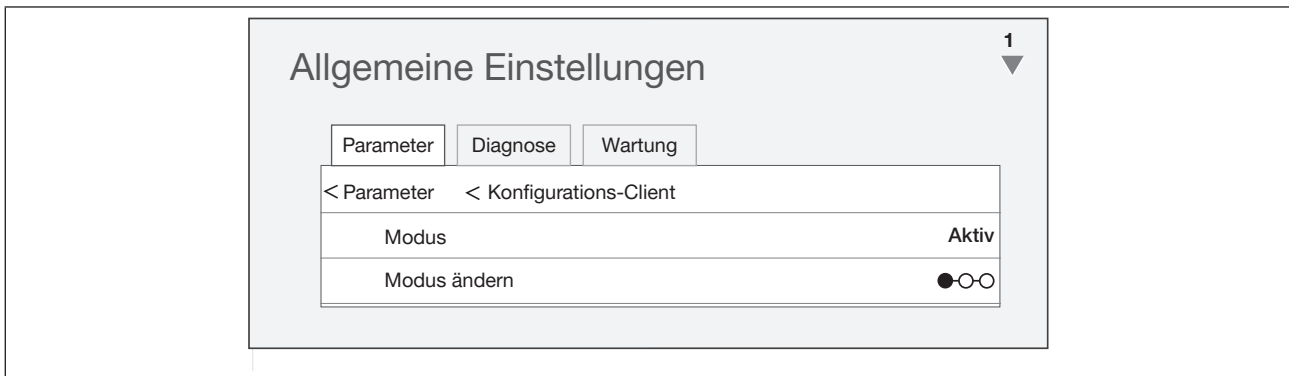 1
Allgemeine Einstellungen
Parameter Diagnose Wartung
< Parameter < Konfigurations-Client
Modus Aktiv
Modus ändern